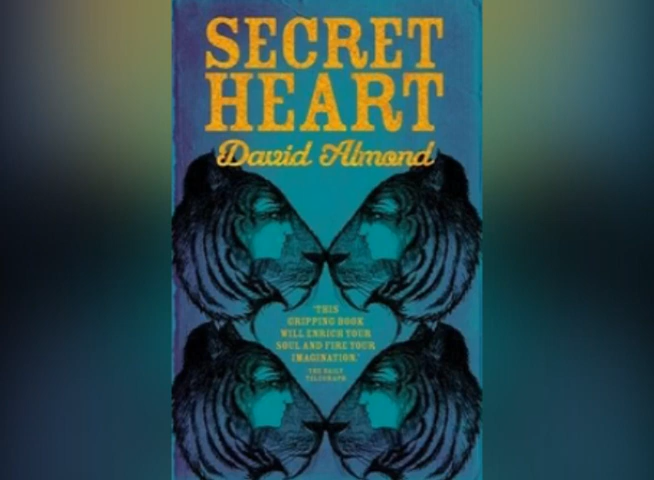 SECRET
HEART
David Almond
'THIS
GRIPPING BOOK
WILL ENRICH YOUR
SOUL AND FIRE YOUR
IMAGINATION.'
THE DAILY
TELEGRAPH